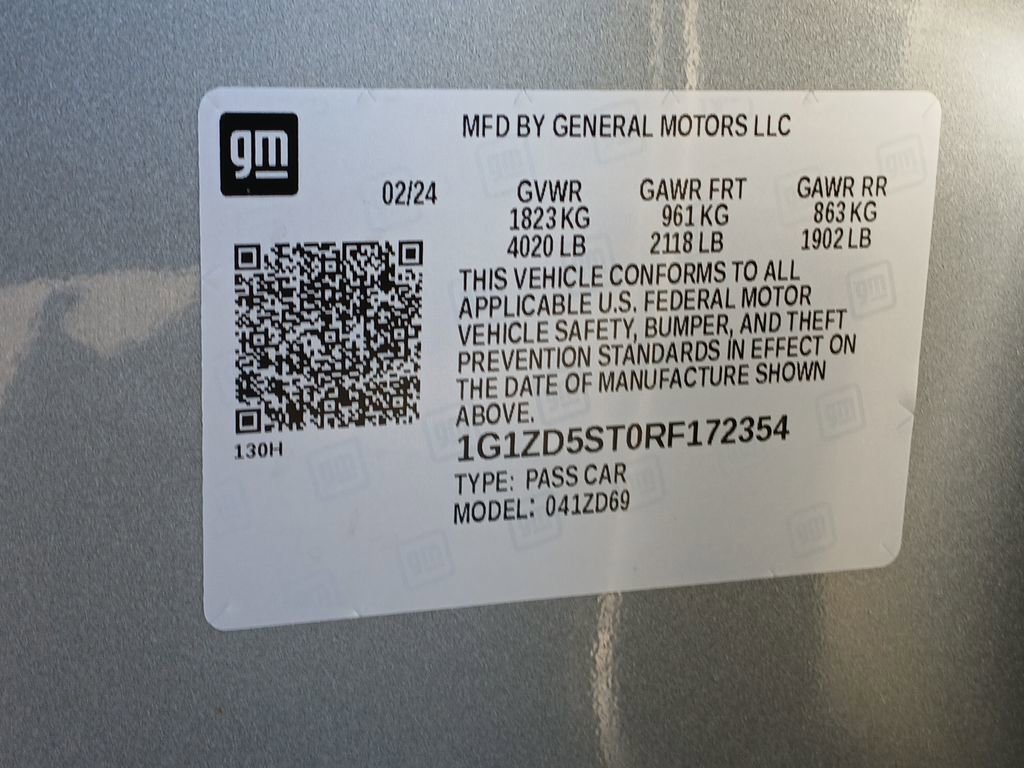 gm
MFD BY GENERAL MOTORS LLC
02/24 GVWR GAWR FRT GAWR RR
1823 KG 961 KG 863 KG
4020 LB 2118 LB 1902 LB
THIS VEHICLE CONFORMS TO ALL
APPLICABLE U.S. FEDERAL MOTOR
VEHICLE SAFETY, BUMPER, AND THEFT
PREVENTION STANDARDS IN EFFECT ON
THE DATE OF MANUFACTURE SHOWN
ABOVE.
130H
1G1ZD5ST0RF172354
TYPE: PASS CAR
MODEL: 041ZD69